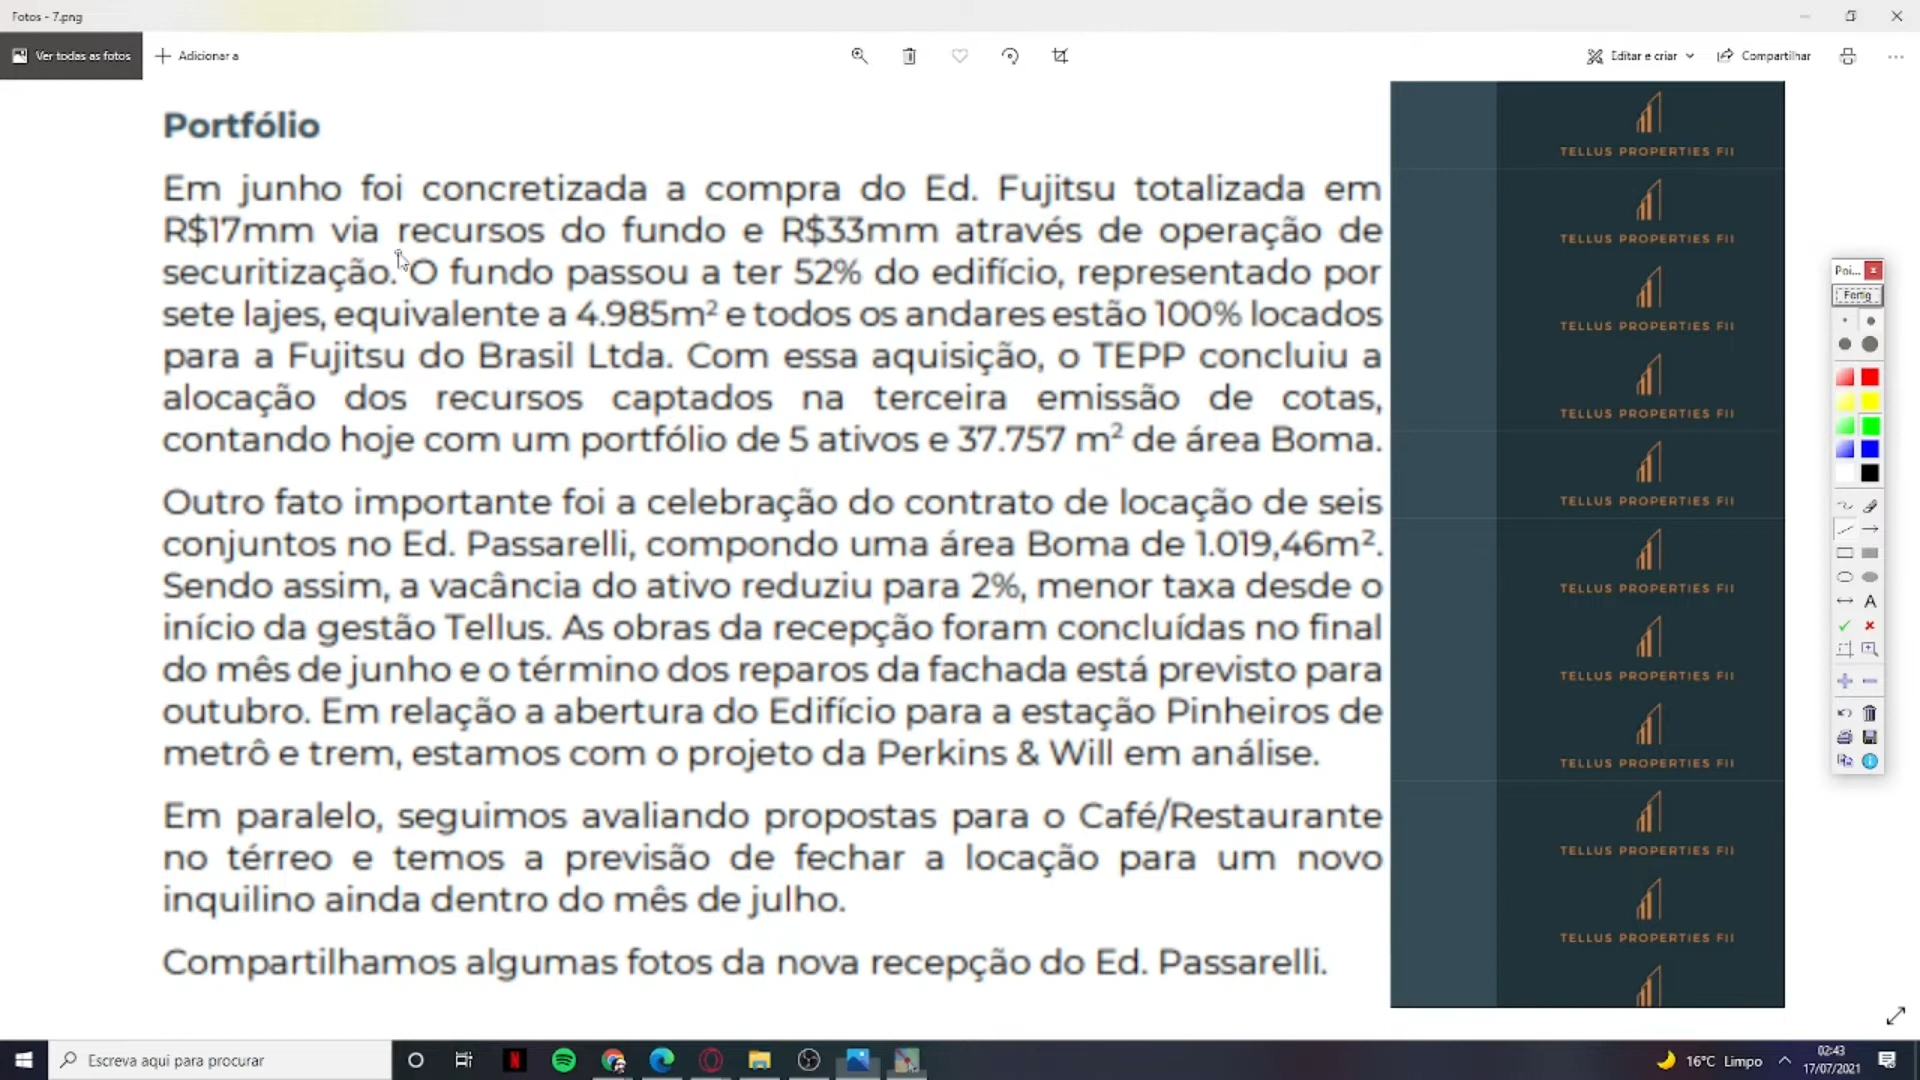 Fotos - 7.png
Ver todas as fotos
Adicionar a
Editar e criar
Compartilhar
Portfólio
Em junho foi concretizada a compra do Ed. Fujitsu totalizada em
R$17mm via recursos do fundo e R$33mm através de operação de
securitização. O fundo passou a ter 52% do edifício, representado por
sete lajes, equivalente a 4.985m² e todos os andares estão 100% locados
para a Fujitsu do Brasil Ltda. Com essa aquisição, o TEPP concluiu a
alocação dos recursos captados na terceira emissão de cotas,
contando hoje com um portfólio de 5 ativos e 37.757 m² de área Boma.
Outro fato importante foi a celebração do contrato de locação de seis
conjuntos no Ed. Passarelli, compondo uma área Boma de 1.019,46m².
Sendo assim, a vacância do ativo reduziu para 2%, menor taxa desde o
início da gestão Tellus. As obras da recepção foram concluídas no final
do mês de junho e o término dos reparos da fachada está previsto para
outubro. Em relação a abertura do Edifício para a estação Pinheiros de
metrô e trem, estamos com o projeto da Perkins & Will em análise.
Em paralelo, seguimos avaliando propostas para o Café/Restaurante
no térreo e temos a previsão de fechar a locação para um novo
inquilino ainda dentro do mês de julho.
Compartilhamos algumas fotos da nova recepção do Ed. Passarelli.
TELLUS PROPERTIES FII
TELLUS PROPERTIES FII
TELLUS PROPERTIES FII
TELLUS PROPERTIES FII
TELLUS PROPERTIES FII
TELLUS PROPERTIES FII
TELLUS PROPERTIES FII
TELLUS PROPERTIES FII
TELLUS PROPERTIES FII
TELLUS PROPERTIES FII
Poi...
Fertig
A
Escreva aqui para procurar
16°C Limpo
02:43
17/07/2021